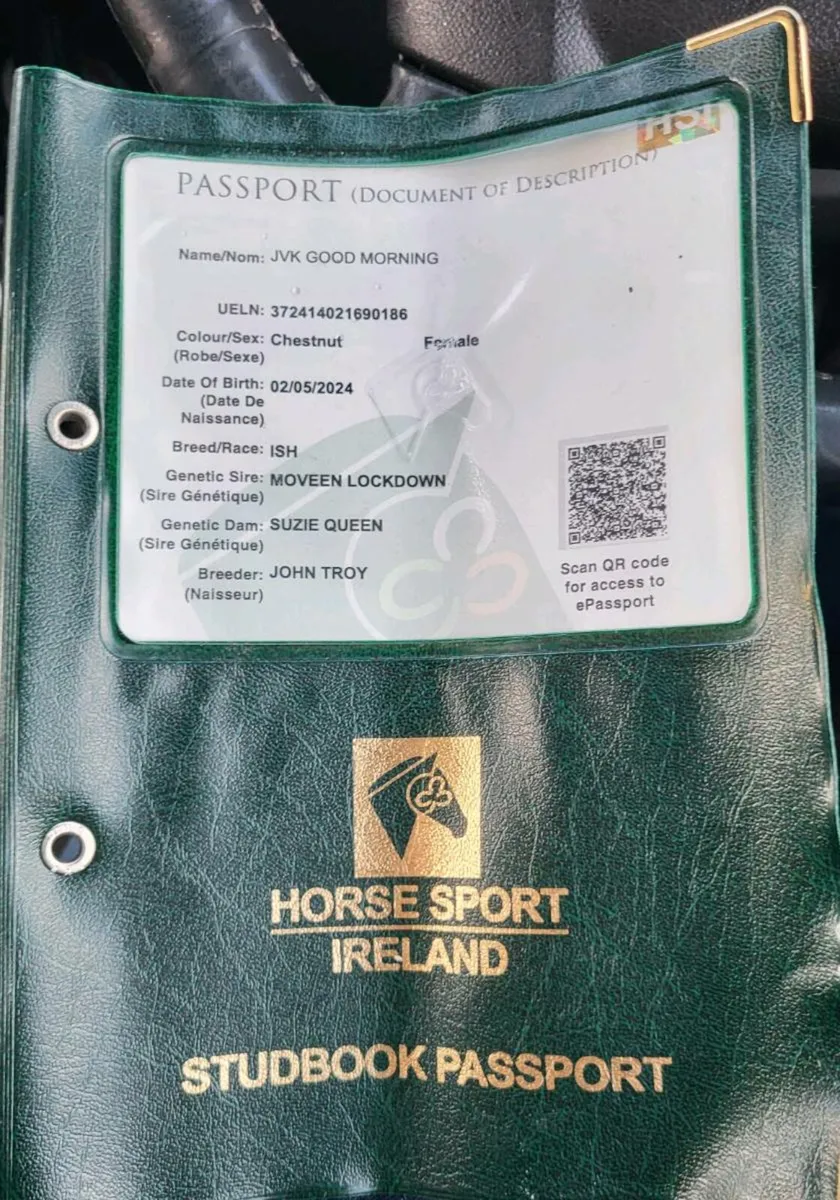 HSI
PASSPORT (DOCUMENT OF DESCRIPTION)
Name/Nom: JVK GOOD MORNING
UELN: 372414021690186
Colour/Sex: Chestnut Female
(Robe/Sexe)
Date Of Birth: 02/05/2024
(Date De
Naissance)
Breed/Race: ISH
Genetic Sire: MOVEEN LOCKDOWN
(Sire Génétique)
Genetic Dam: SUZIE QUEEN
(Sire Génétique)
Breeder: JOHN TROY
(Naisseur)
Scan QR code
for access to
ePassport
HORSE SPORT
IRELAND
STUDBOOK PASSPORT